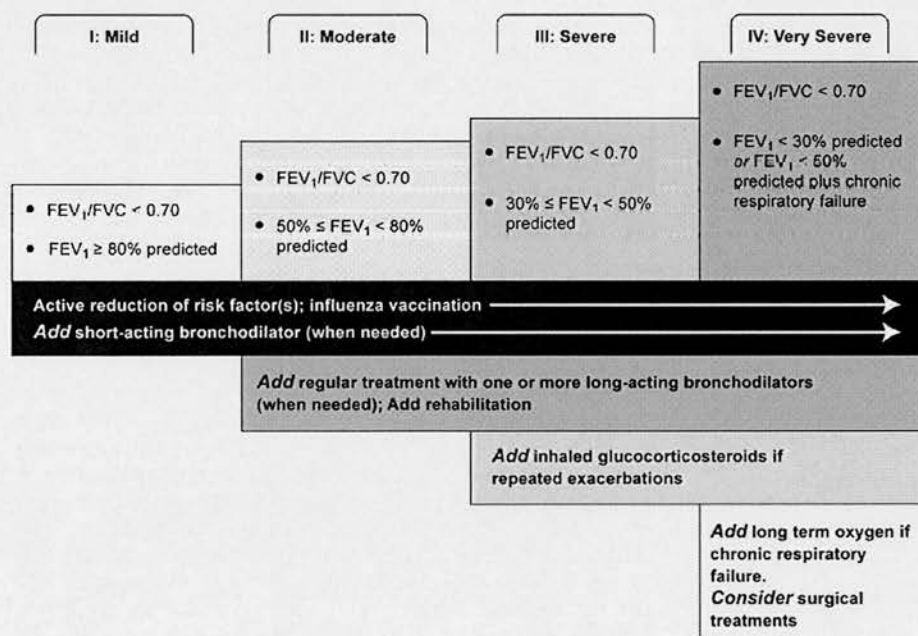 I: Mild
II: Moderate
III: Severe
IV: Very Severe
• FEV₁/FVC < 0.70
• FEV₁ ≥ 80% predicted
• FEV₁/FVC < 0.70
• 50% ≤ FEV₁ < 80%
predicted
• FEV₁/FVC < 0.70
• 30% ≤ FEV₁ < 50%
predicted
• FEV₁/FVC < 0.70
• FEV₁ < 30% predicted
or FEV₁ < 50%
predicted plus chronic
respiratory failure
Active reduction of risk factor(s); influenza vaccination
Add short-acting bronchodilator (when needed)
Add regular treatment with one or more long-acting bronchodilators
(when needed); Add rehabilitation
Add inhaled glucocorticosteroids if
repeated exacerbations
Add long term oxygen if
chronic respiratory
failure.
Consider surgical
treatments